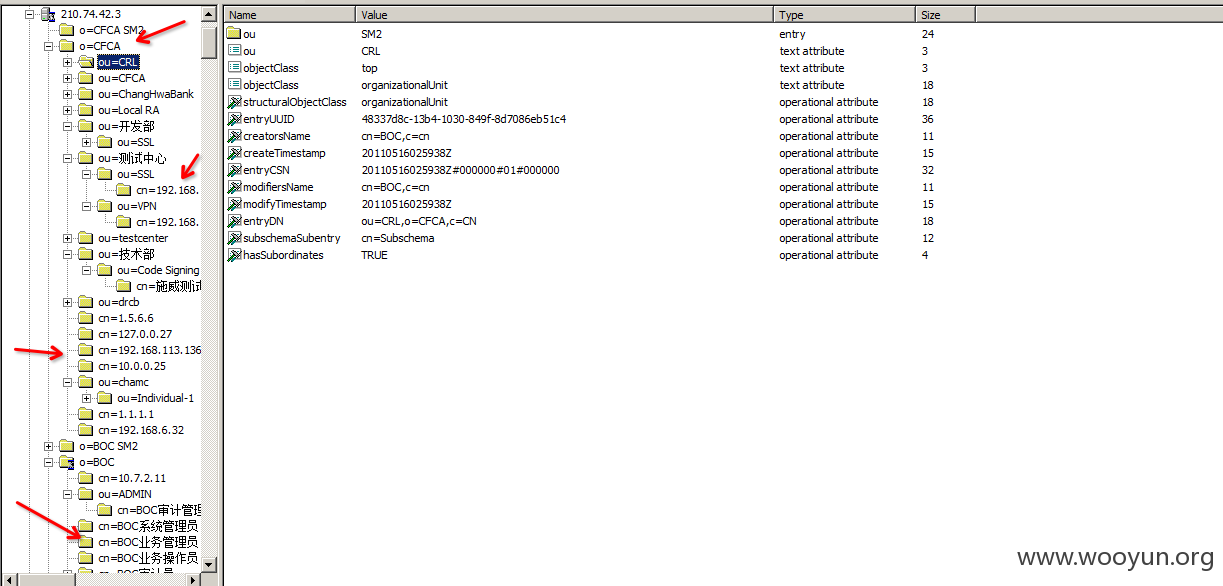 210.74.42.3
o=CFCA SM2
o=CFCA
ou=CRL
ou=CFCA
ou=ChangHwaBank
ou=Local RA
ou=开发部
ou=SSL
ou=测试中心
ou=SSL
cn=192.168.
ou=VPN
cn=192.168.
ou=testcenter
ou=技术部
ou=Code Signing
cn=施威测试
ou=drcb
cn=1.5.6.6
cn=127.0.0.27
cn=192.168.113.136
cn=10.0.0.25
ou=chamc
ou=Individual-1
cn=1.1.1.1
cn=192.168.6.32
o=BOC SM2
o=BOC
cn=10.7.2.11
ou=ADMIN
cn=BOC审计管理
cn=BOC系统管理员
cn=BOC业务管理员
cn=BOC业务操作员
cn=BOC审计员
Name Value Type Size
ou SM2 entry 24
ou CRL text attribute 3
objectClass top text attribute 3
objectClass organizationalUnit text attribute 18
structuralObjectClass organizationalUnit operational attribute 18
entryUUID 48337d8c-13b4-1030-849f-8d7086eb51c4 operational attribute 36
creatorsName cn=BOC,c=cn operational attribute 11
createTimestamp 20110516025938Z operational attribute 15
entryCSN 20110516025938Z#000000#01#000000 operational attribute 32
modifiersName cn=BOC,c=cn operational attribute 11
modifyTimestamp 20110516025938Z operational attribute 15
entryDN ou=CRL,o=CFCA,c=CN operational attribute 18
subschemaSubentry cn=Subschema operational attribute 12
hasSubordinates TRUE operational attribute 4
www.wooyun.org